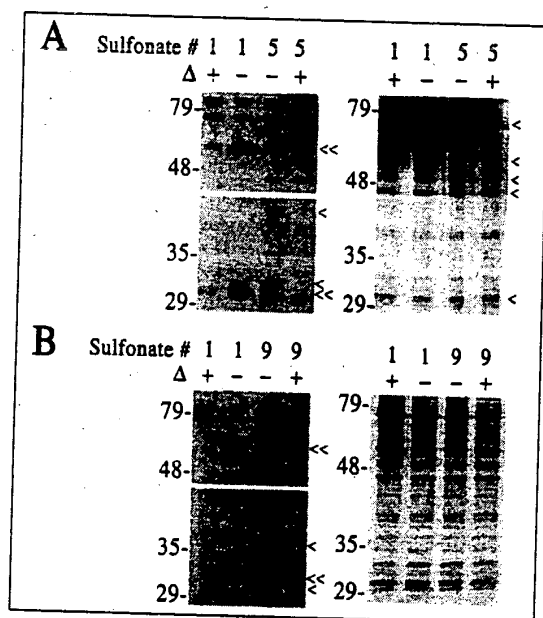 A
Sulfonate # 1 1 5 5 1 1 5 5
Δ + - - + + - - +
79- 79- <
<< <
48- 48- <
<
<
35- 35-
<
29- << 29- <
B
Sulfonate # 1 1 9 9 1 1 9 9
Δ + - - + + - - +
79- 79-
<<
48- 48-
35- < 35-
<<
29- < 29-